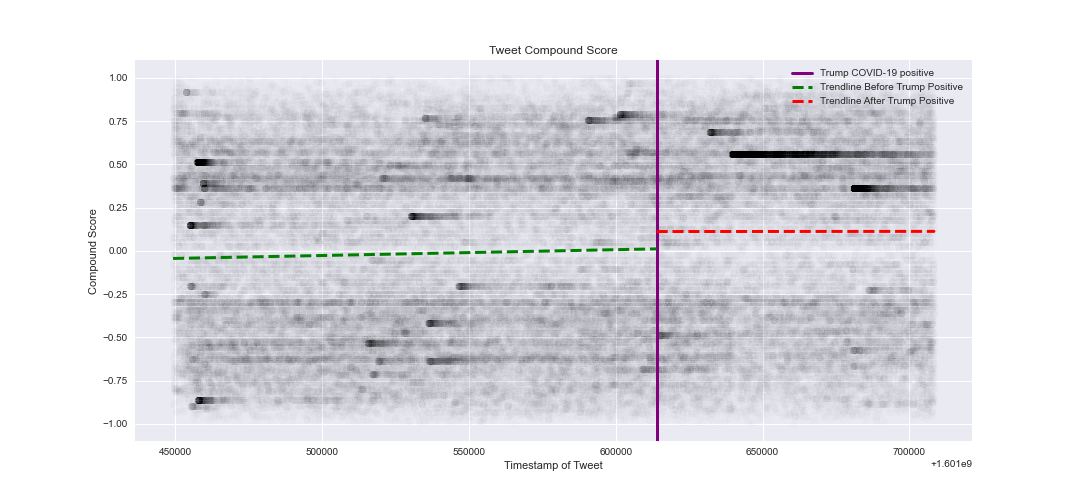 Tweet Compound Score
Trump COVID-19 positive
Trendline Before Trump Positive
Trendline After Trump Positive
Compound Score
1.00
0.75
0.50
0.25
0.00
−0.25
−0.50
−0.75
−1.00
450000 500000 550000 600000 650000 700000
+1.601e9
Timestamp of Tweet